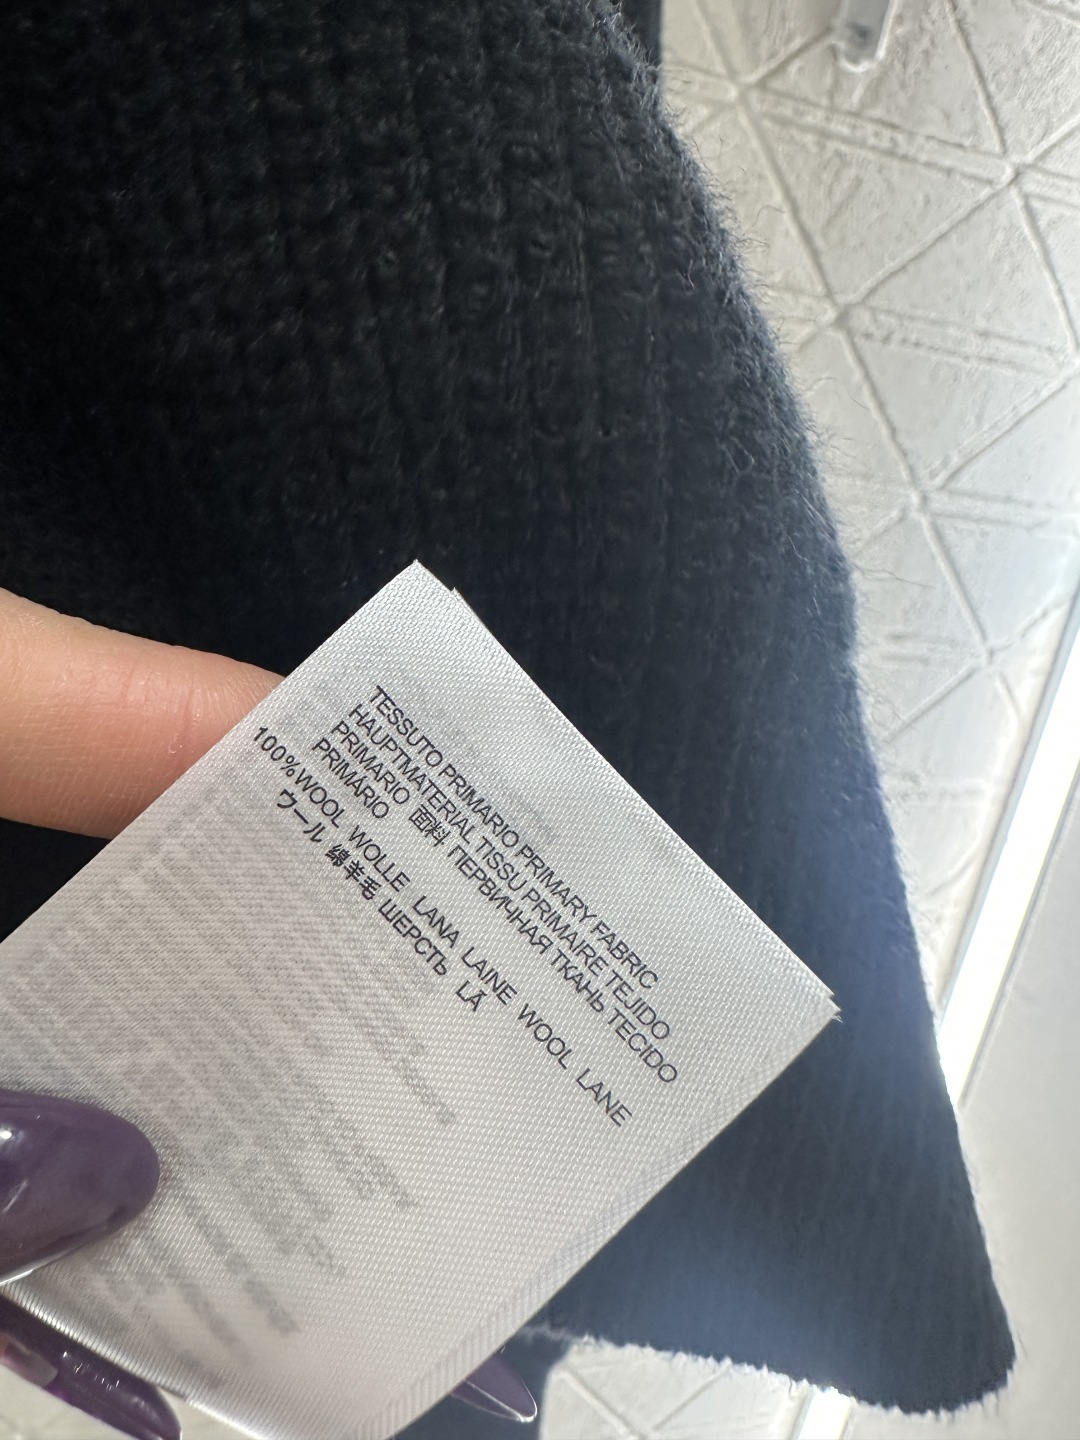 TESSUTO PRIMARIO PRIMARY FABRIC
HAUPTMATERIAL TISSU PRIMAIRE TEJIDO
PRIMARIO 面料 ПЕРВИЧНАЯ ТКАНЬ TECIDO
PRIMÁRIO
100%WOOL WOLLE LANA LAINE WOOL LANE
ウール 绵羊毛 ШЕРСТЬ LÃ